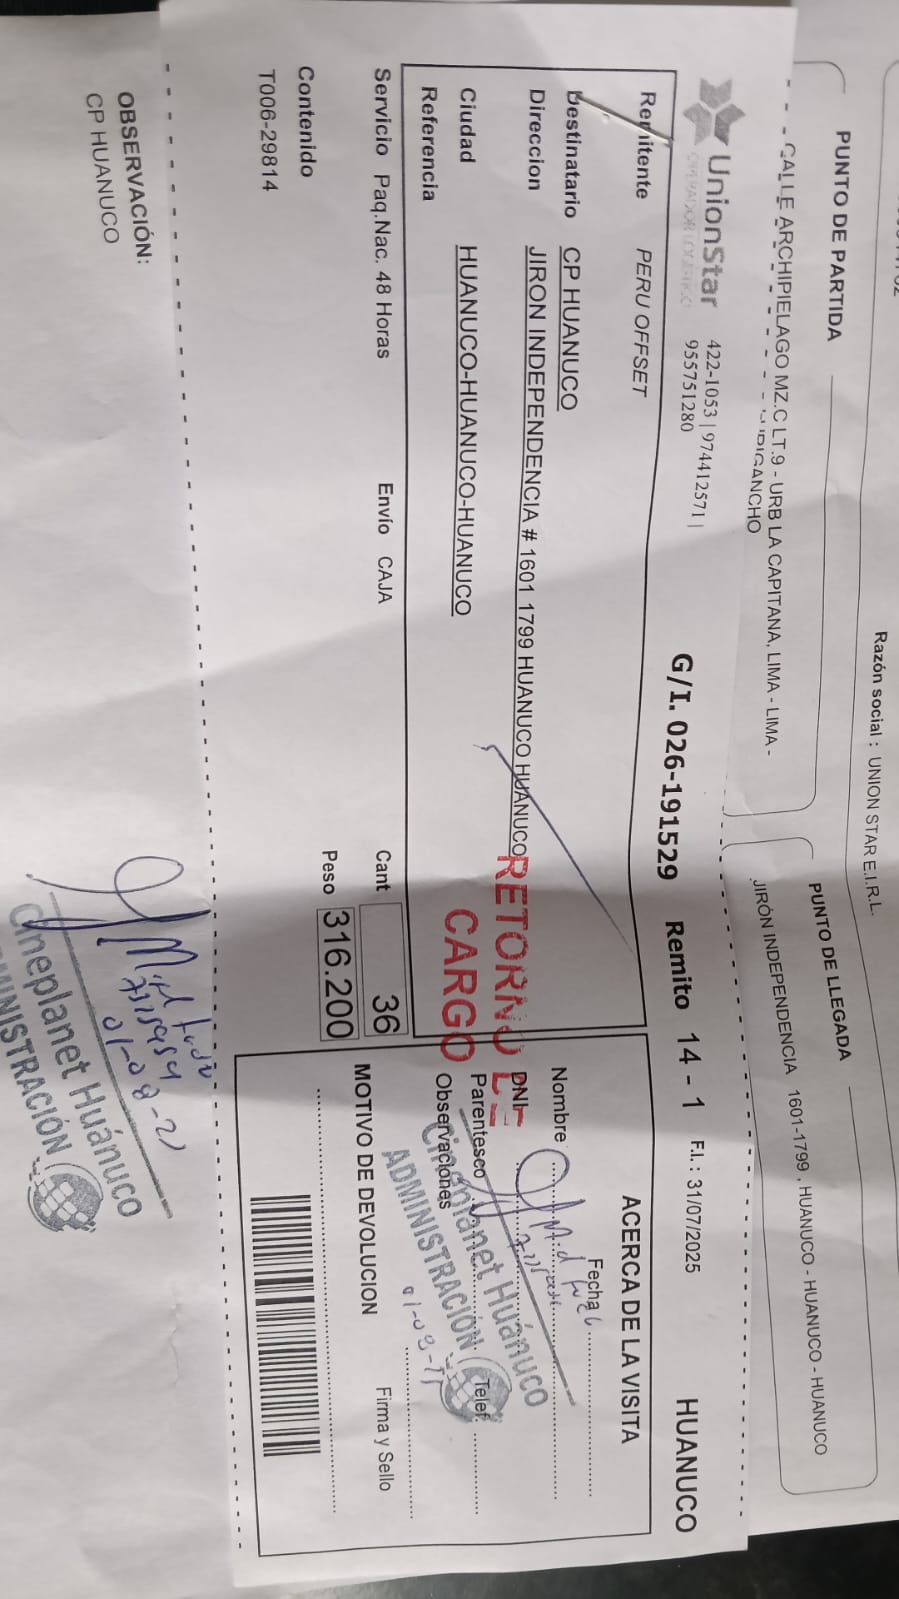 Razón social : UNION STAR E.I.R.L.
PUNTO DE PARTIDA
CALLE ARCHIPIELAGO MZ.C LT.9 - URB LA CAPITANA, LIMA - LIMA -
PUNTO DE LLEGADA
JIRÓN INDEPENDENCIA 1601-1799 , HUANUCO - HUANUCO - HUANUCO
UnionStar
OPERADOR LOGISTICO
422-1053 | 974412571 |
955751280
G/I. 026-191529 Remito 14 - 1 F.I. : 31/07/2025 HUANUCO
Remitente PERU OFFSET
Destinatario CP HUANUCO
Direccion JIRON INDEPENDENCIA # 1601 1799 HUANUCO HUANUCO
Ciudad HUANUCO-HUANUCO-HUANUCO
Referencia
RETORNO
CARGO
Servicio Paq.Nac. 48 Horas Envío CAJA Cant 36
Peso 316.200
Contenido
T006-29814
ACERCA DE LA VISITA
Fecha
Nombre
DNI
Parentesco Telef.
Observaciones
Cineplanet Huánuco
ADMINISTRACIÓN
Firma y Sello
MOTIVO DE DEVOLUCION
OBSERVACIÓN:
CP HUANUCO
Cineplanet Huánuco